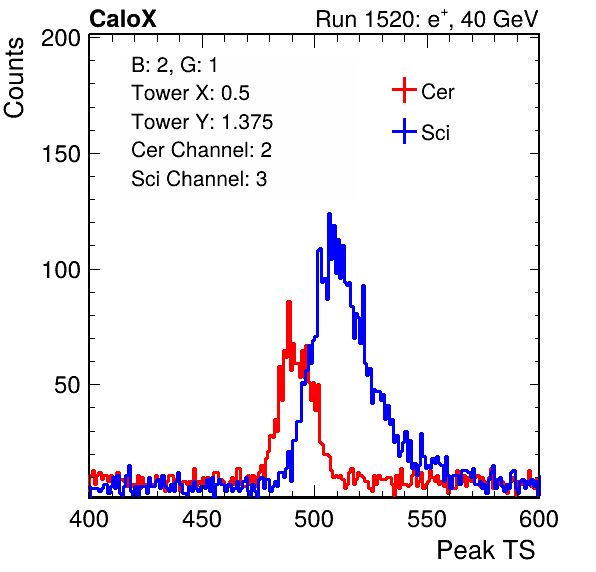 CaloX
Run 1520: e+, 40 GeV
Counts
200
150
100
50
B: 2, G: 1
Tower X: 0.5
Tower Y: 1.375
Cer Channel: 2
Sci Channel: 3
Cer
Sci
400
450
500
550
600
Peak TS